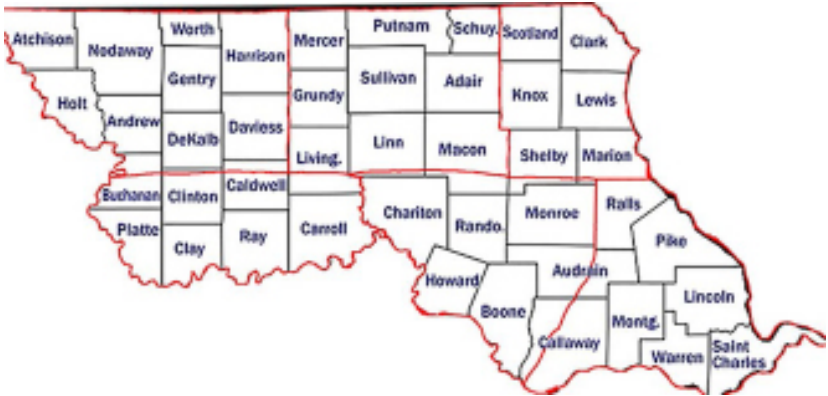 Atchison
Nodaway
Worth
Harrison
Mercer
Putnam
Schuy.
Scotland
Clark
Holt
Gentry
Grundy
Sullivan
Adair
Knox
Lewis
Andrew
DeKalb
Daviess
Living.
Linn
Macon
Shelby
Marion
Buchanan
Clinton
Caldwell
Platte
Clay
Ray
Carroll
Chariton
Rando.
Monroe
Ralls
Pike
Howard
Boone
Audrain
Callaway
Montg.
Lincoln
Warren
Saint
Charles